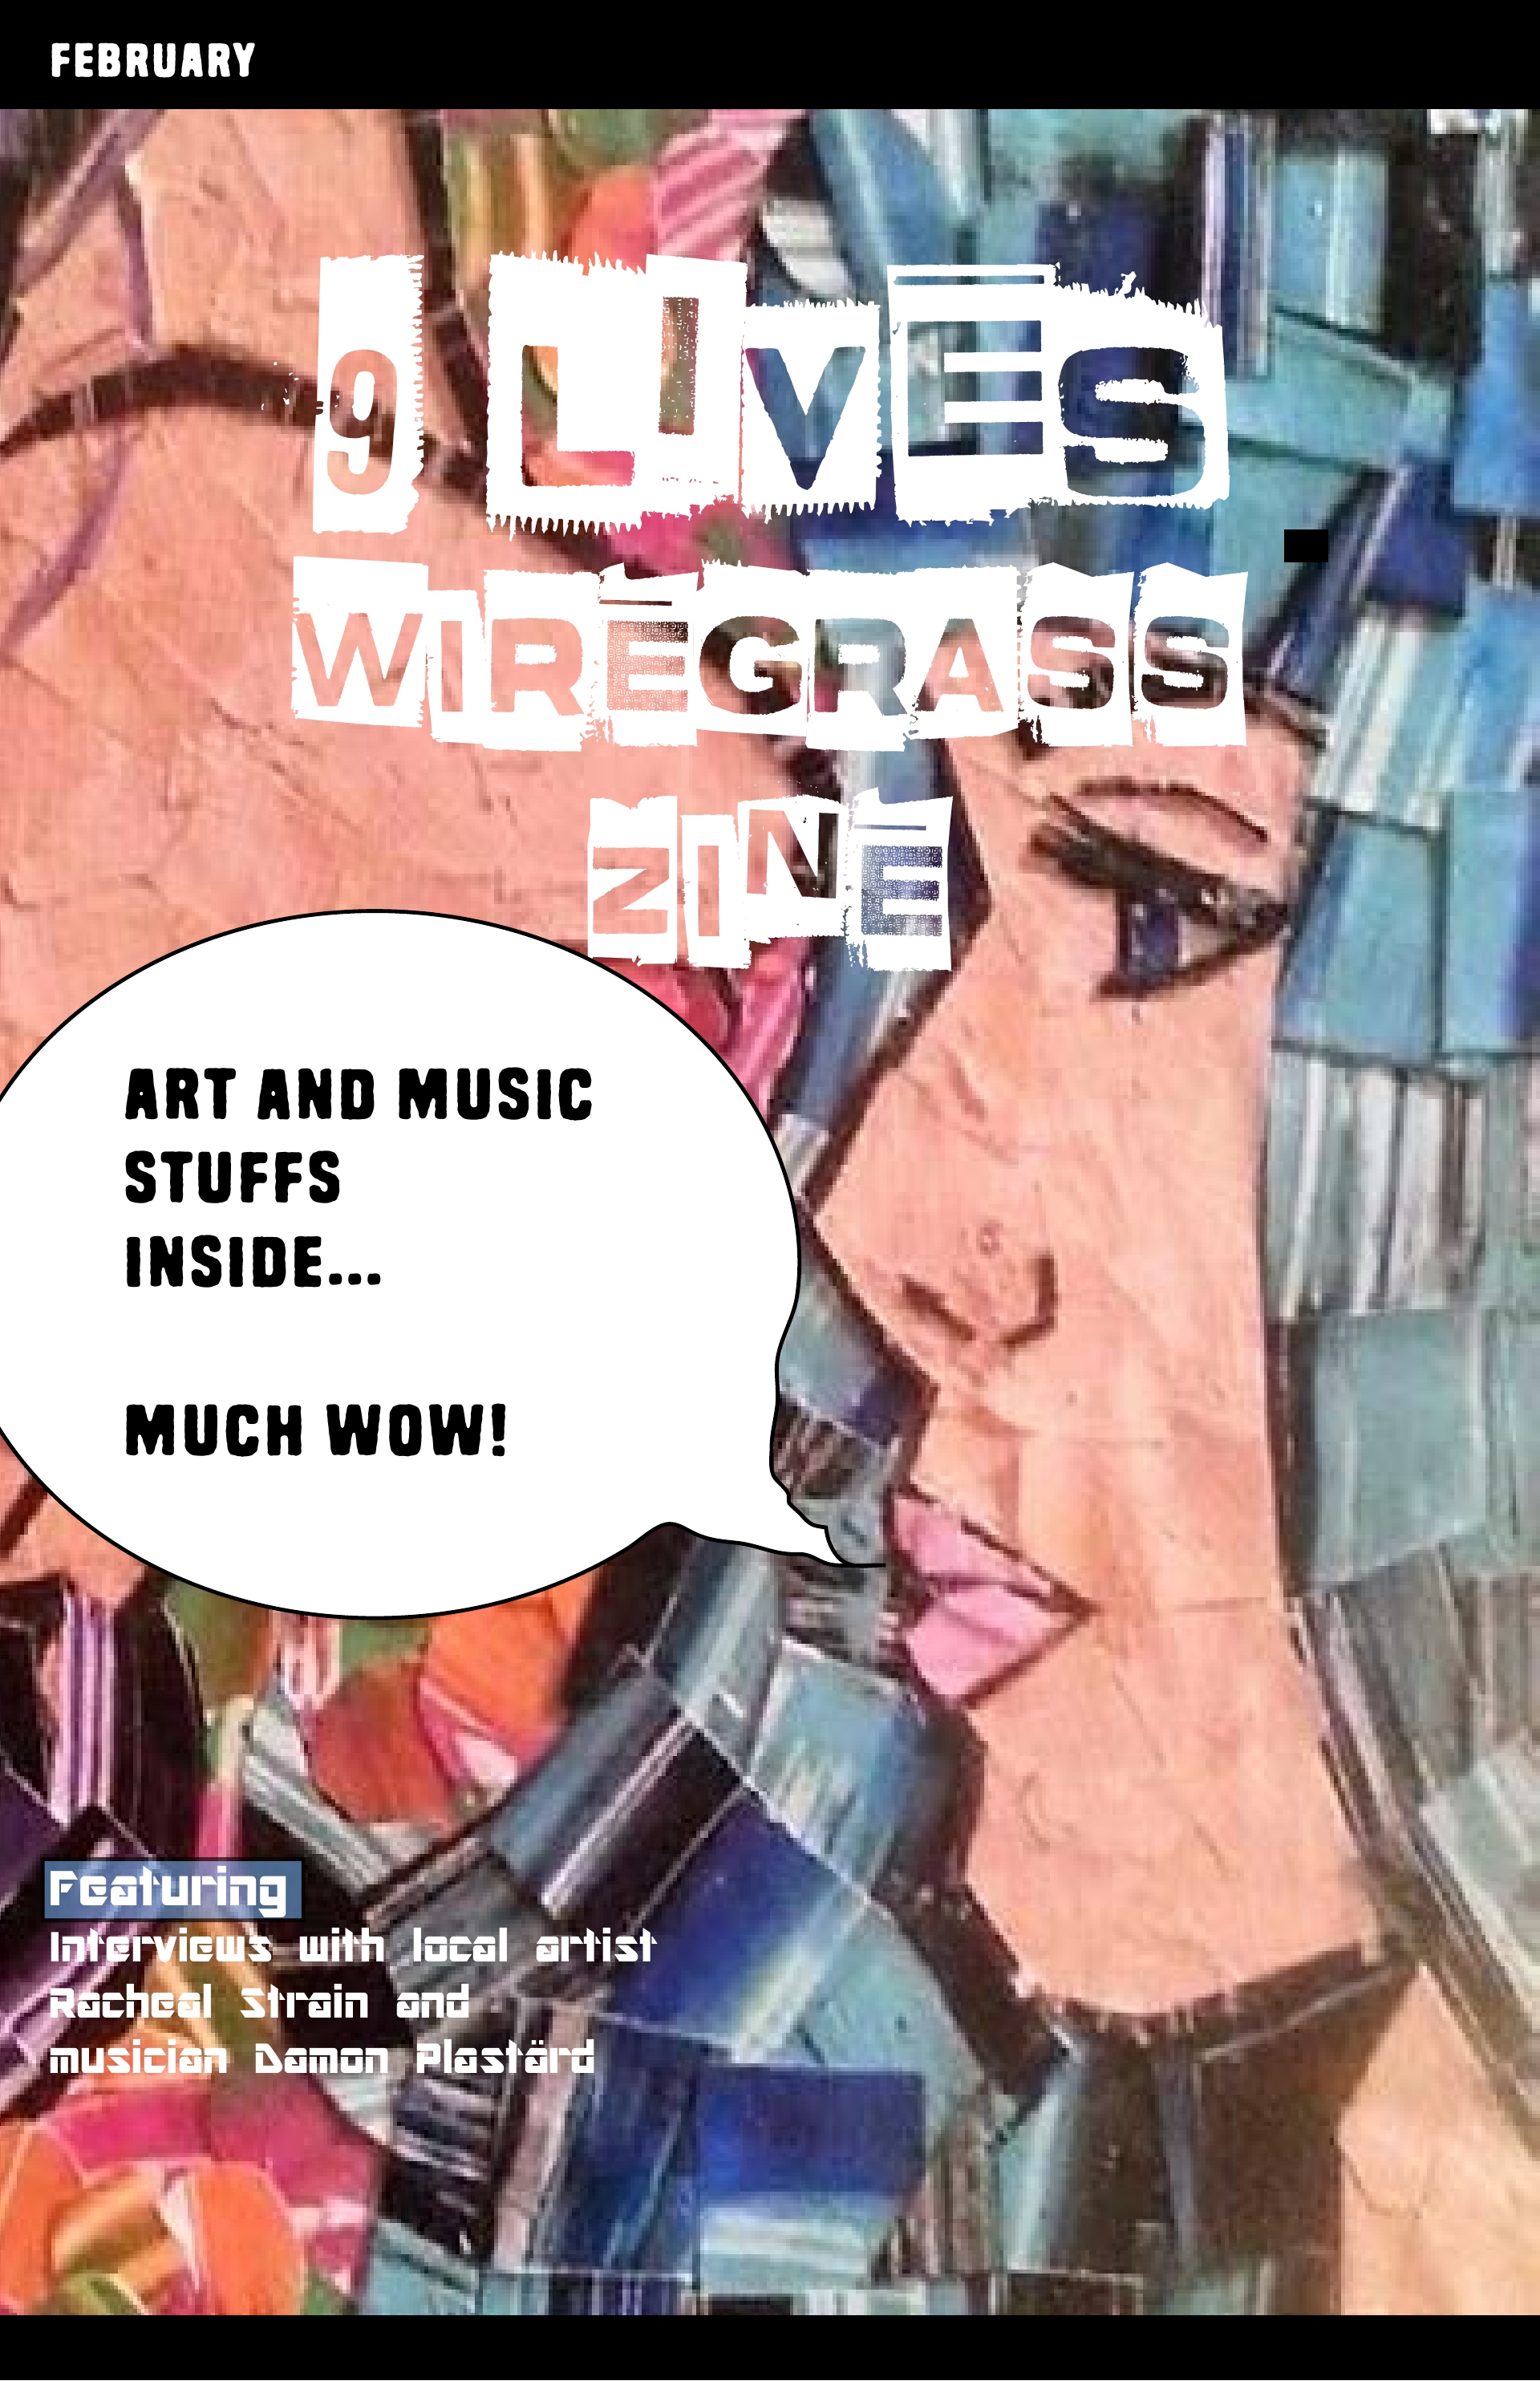 FEBRUARY
9 LIVES
WIREGRASS
ZINE
ART AND MUSIC
STUFFS
INSIDE...
MUCH WOW!
Featuring
Interviews with local artist
Racheal Strain and
musician Damon Plastärd